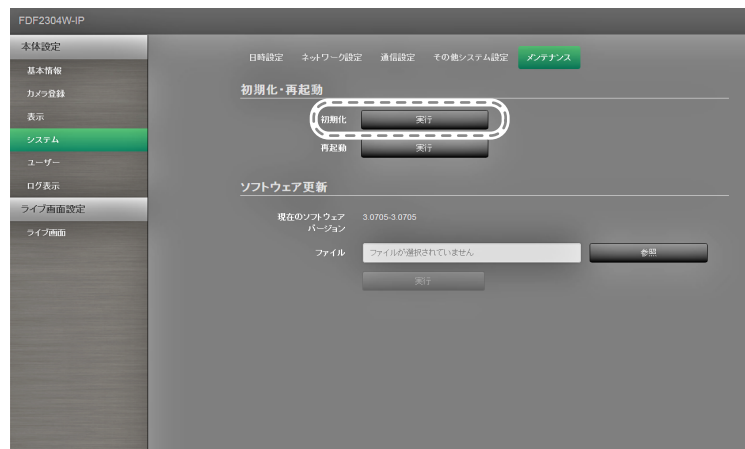 FDF2304W-IP
本体設定
基本情報
カメラ登録
表示
システム
ユーザー
ログ表示
ライブ画面設定
ライブ画面
日時設定 ネットワーク設定 通信設定 その他システム設定 メンテナンス
初期化・再起動
初期化 実行
再起動 実行
ソフトウェア更新
現在のソフトウェア 3.0705-3.0705
バージョン
ファイル ファイルが選択されていません 参照
実行